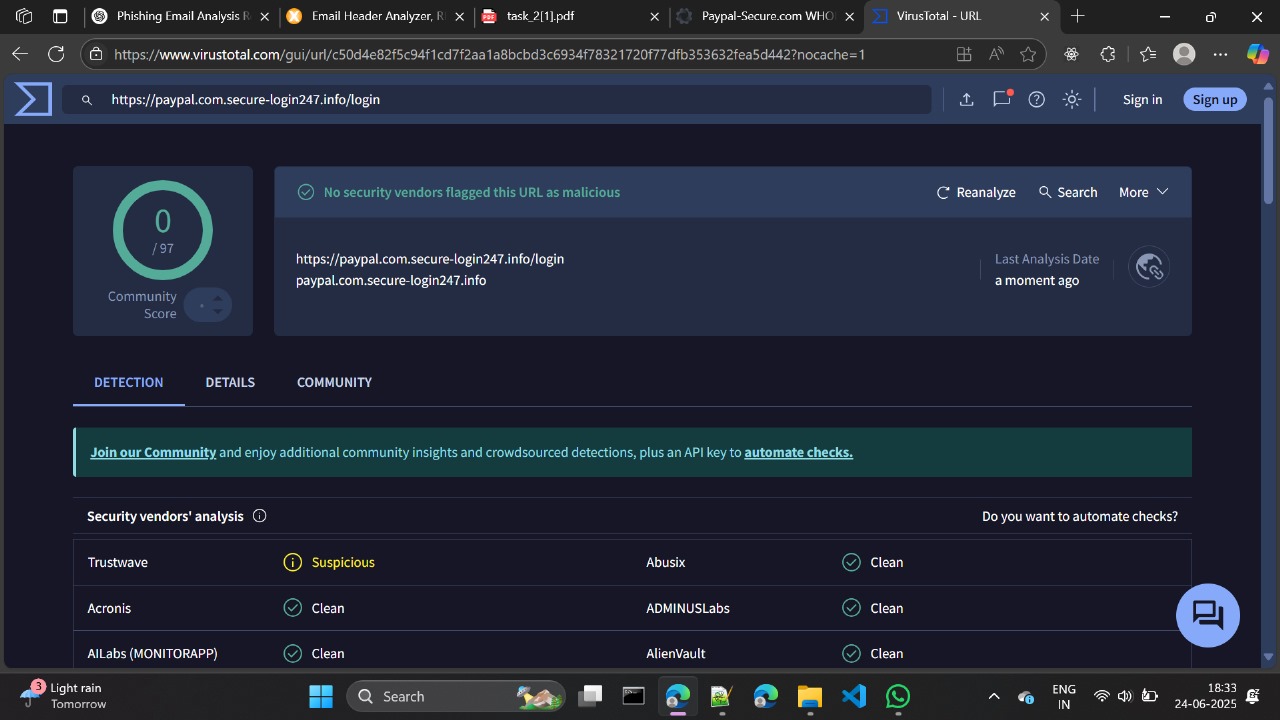 Phishing Email Analysis R
Email Header Analyzer, RI
PDF
task_2[1].pdf
Paypal-Secure.com WHO
VirusTotal - URL
https://www.virustotal.com/gui/url/c50d4e82f5c94f1cd7f2aa1a8bcbd3c6934f78321720f77dfb353632fea5d442?nocache=1
https://paypal.com.secure-login247.info/login
Sign in
Sign up
0
/ 97
Community
Score
No security vendors flagged this URL as malicious
Reanalyze
Search
More
https://paypal.com.secure-login247.info/login
paypal.com.secure-login247.info
Last Analysis Date
a moment ago
DETECTION
DETAILS
COMMUNITY
Join our Community and enjoy additional community insights and crowdsourced detections, plus an API key to automate checks.
Security vendors' analysis
Do you want to automate checks?
Trustwave
Suspicious
Abusix
Clean
Acronis
Clean
ADMINUSLabs
Clean
AILabs (MONITORAPP)
Clean
AlienVault
Clean
3
Light rain
Tomorrow
Search
ENG
IN
18:33
24-06-2025